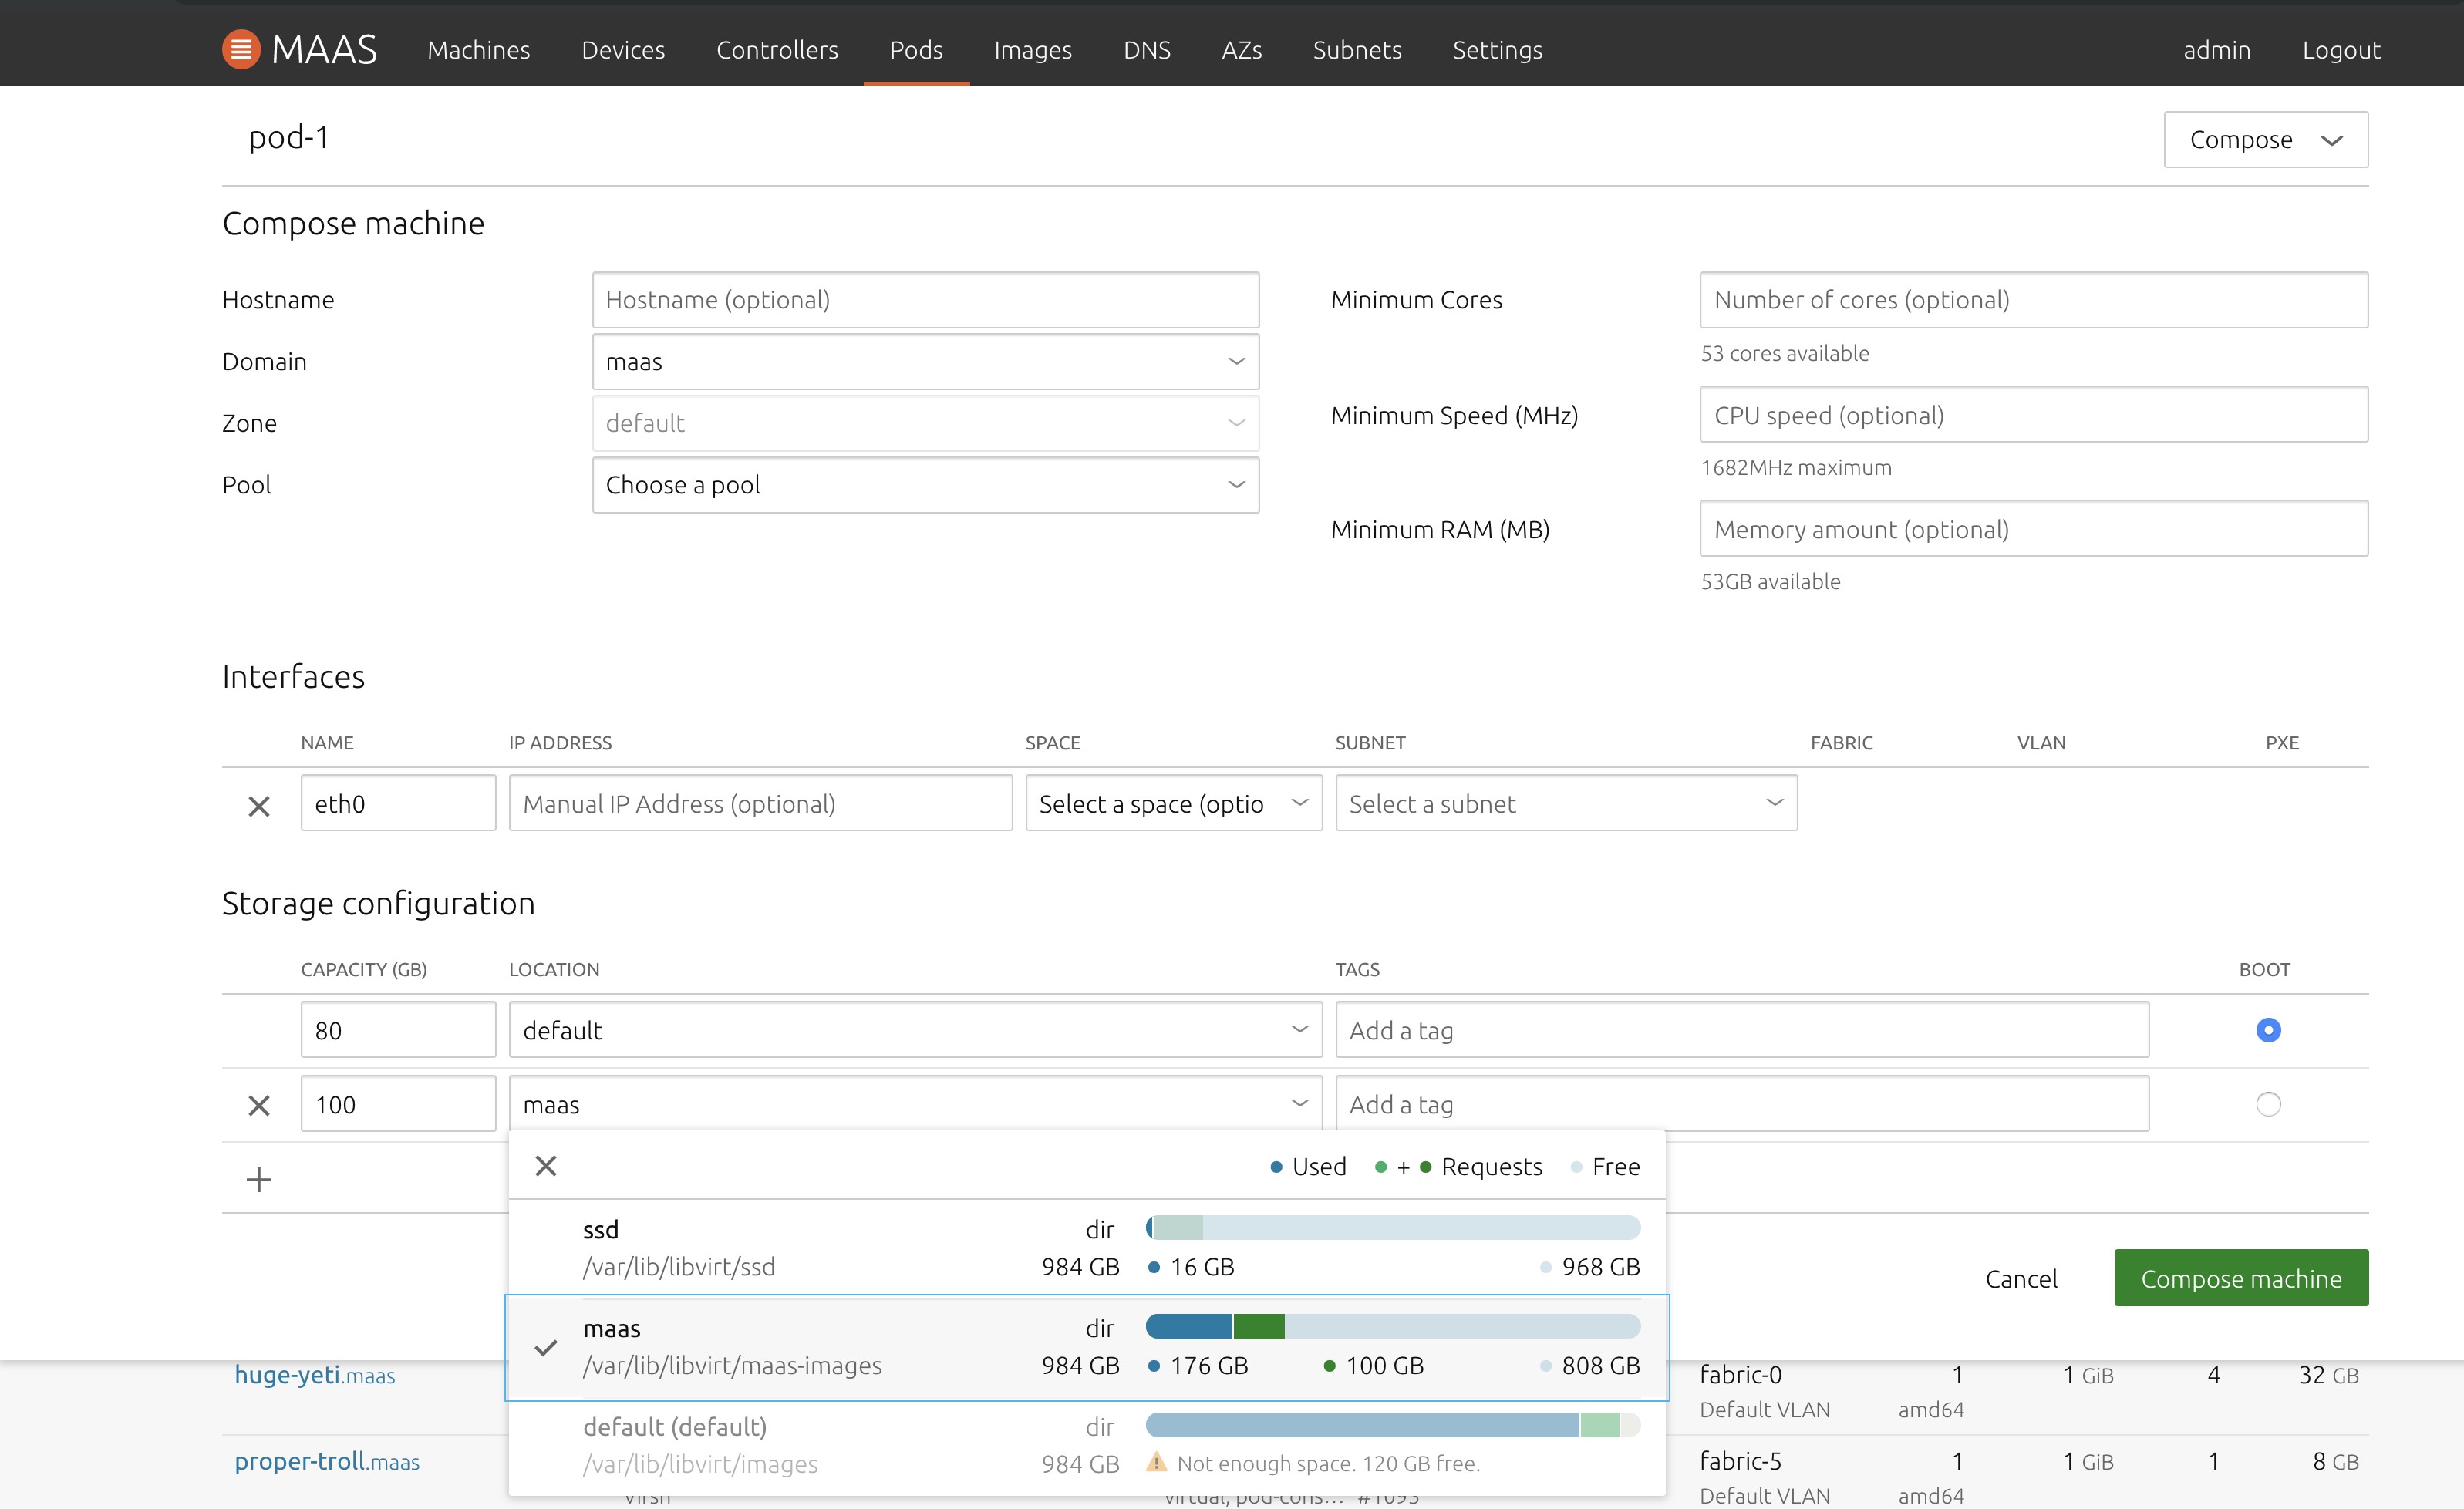 MAAS Machines Devices Controllers Pods Images DNS AZs Subnets Settings admin Logout
pod-1 Compose
Compose machine
Hostname Hostname (optional) Minimum Cores Number of cores (optional)
53 cores available
Domain maas
Zone default Minimum Speed (MHz) CPU speed (optional)
1682MHz maximum
Pool Choose a pool
Minimum RAM (MB) Memory amount (optional)
53GB available
Interfaces
NAME IP ADDRESS SPACE SUBNET FABRIC VLAN PXE
eth0 Manual IP Address (optional) Select a space (optio Select a subnet
Storage configuration
CAPACITY (GB) LOCATION TAGS BOOT
80 default Add a tag
100 maas Add a tag
Used + Requests Free
ssd dir
/var/lib/libvirt/ssd 984 GB 16 GB 968 GB
Cancel Compose machine
maas dir
/var/lib/libvirt/maas-images 984 GB 176 GB 100 GB 808 GB
huge-yeti.maas fabric-0 1 1 GiB 4 32 GB
Default VLAN amd64
default (default) dir
/var/lib/libvirt/images 984 GB Not enough space. 120 GB free.
proper-troll.maas fabric-5 1 1 GiB 1 8 GB
Virsh virtual, pod-cons... #1093 Default VLAN amd64